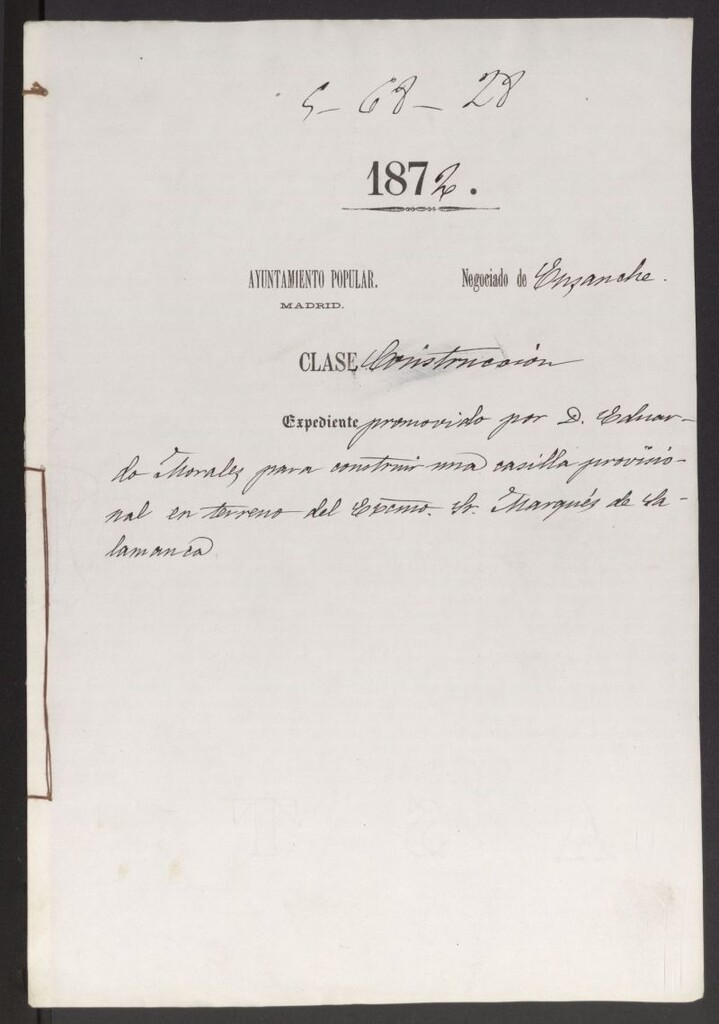 5-68-28
1872.
AYUNTAMIENTO POPULAR.
MADRID.
Negociado de Ensanche.
CLASE Construcción
Expediente promovido por D. Eduar-
do Morales para construir una casilla provisio-
nal en terreno del Excmo. Sr. Marqués de Sa-
lamanca